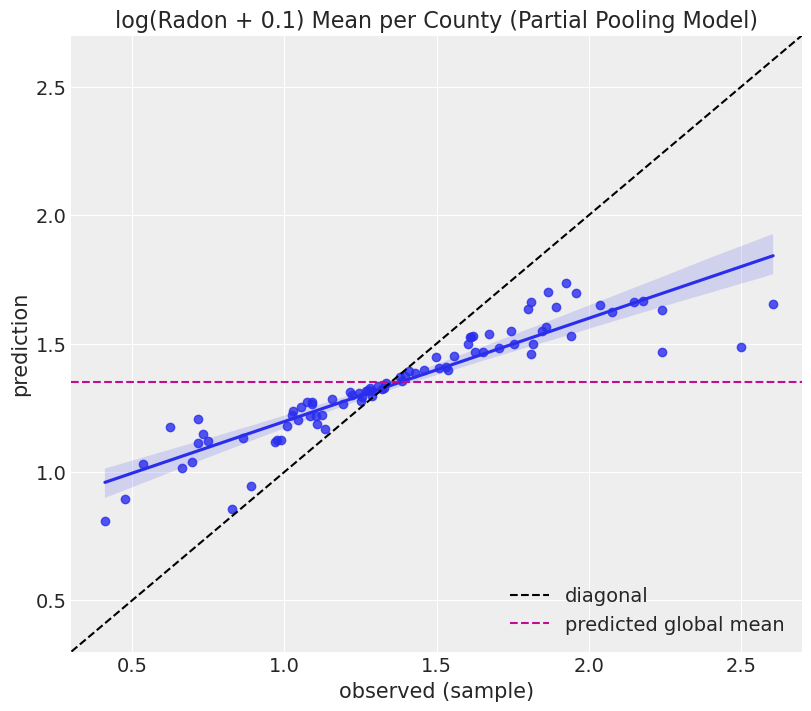 log(Radon + 0.1) Mean per County (Partial Pooling Model)
2.5
2.0
1.5
1.0
0.5
prediction
diagonal
predicted global mean
0.5 1.0 1.5 2.0 2.5
observed (sample)